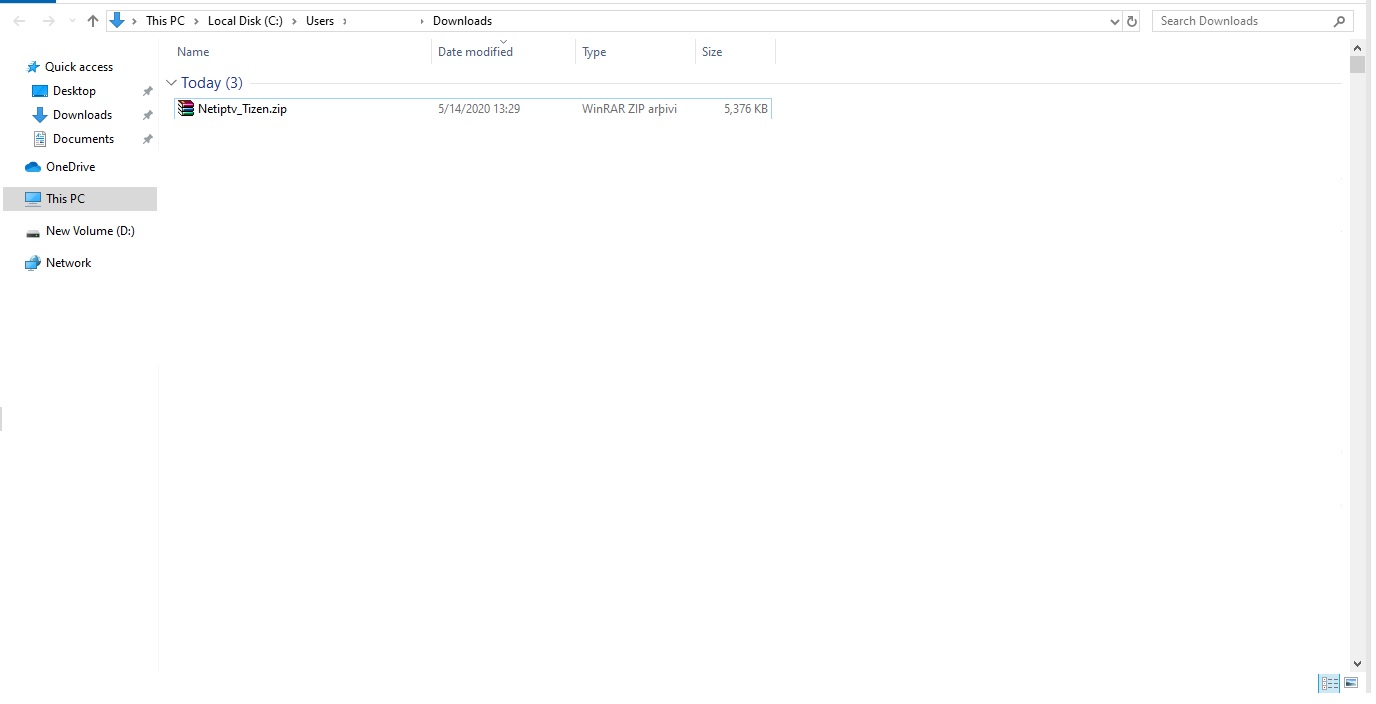 This PC > Local Disk (C:) > Users > > Downloads
Search Downloads
Name Date modified Type Size
Quick access
Today (3)
Desktop
Netiptv_Tizen.zip 5/14/2020 13:29 WinRAR ZIP arþivi 5,376 KB
Downloads
Documents
OneDrive
This PC
New Volume (D:)
Network